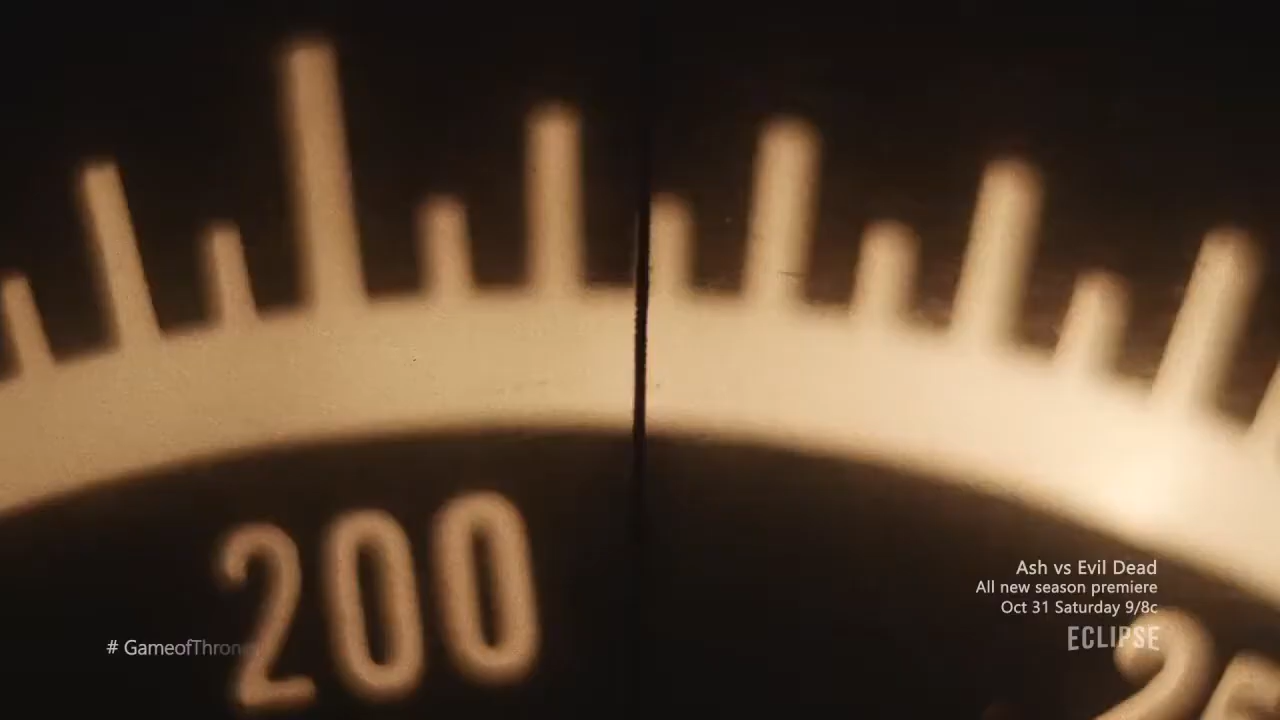 200
Ash vs Evil Dead
All new season premiere
Oct 31 Saturday 9/8c
# GameofThron
ECLIPSE